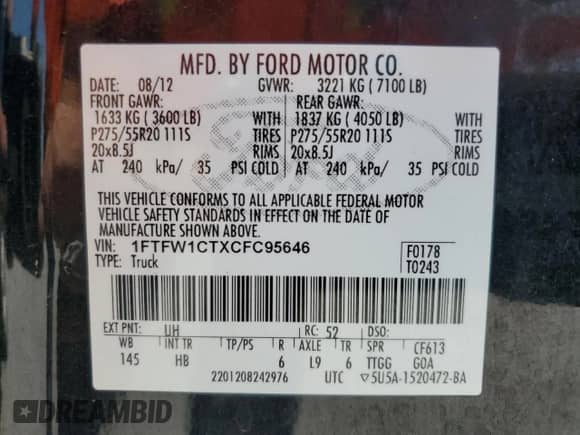 MFD. BY FORD MOTOR CO.
DATE: 08/12 GVWR: 3221 KG ( 7100 LB)
FRONT GAWR: REAR GAWR:
1633 KG ( 3600 LB) WITH 1837 KG ( 4050 LB) WITH
P275/55R20 111S TIRES P275/55R20 111S TIRES
20x8.5J RIMS 20x8.5J RIMS
AT 240 kPa/ 35 PSI COLD AT 240 kPa/ 35 PSI COLD
THIS VEHICLE CONFORMS TO ALL APPLICABLE FEDERAL MOTOR
VEHICLE SAFETY STANDARDS IN EFFECT ON THE DATE OF
MANUFACTURE SHOWN ABOVE.
VIN: 1FTFW1CTXCFC95646 F0178
TYPE: Truck T0243
EXT PNT: UH RC: 52 DSO:
WB INT TR TP/PS R AXLE TR SPR CF613
145 HB 6 L9 6 TTGG GOA
2201208242976 UTC ▽5U5A-1520472-BA
DREAMBID